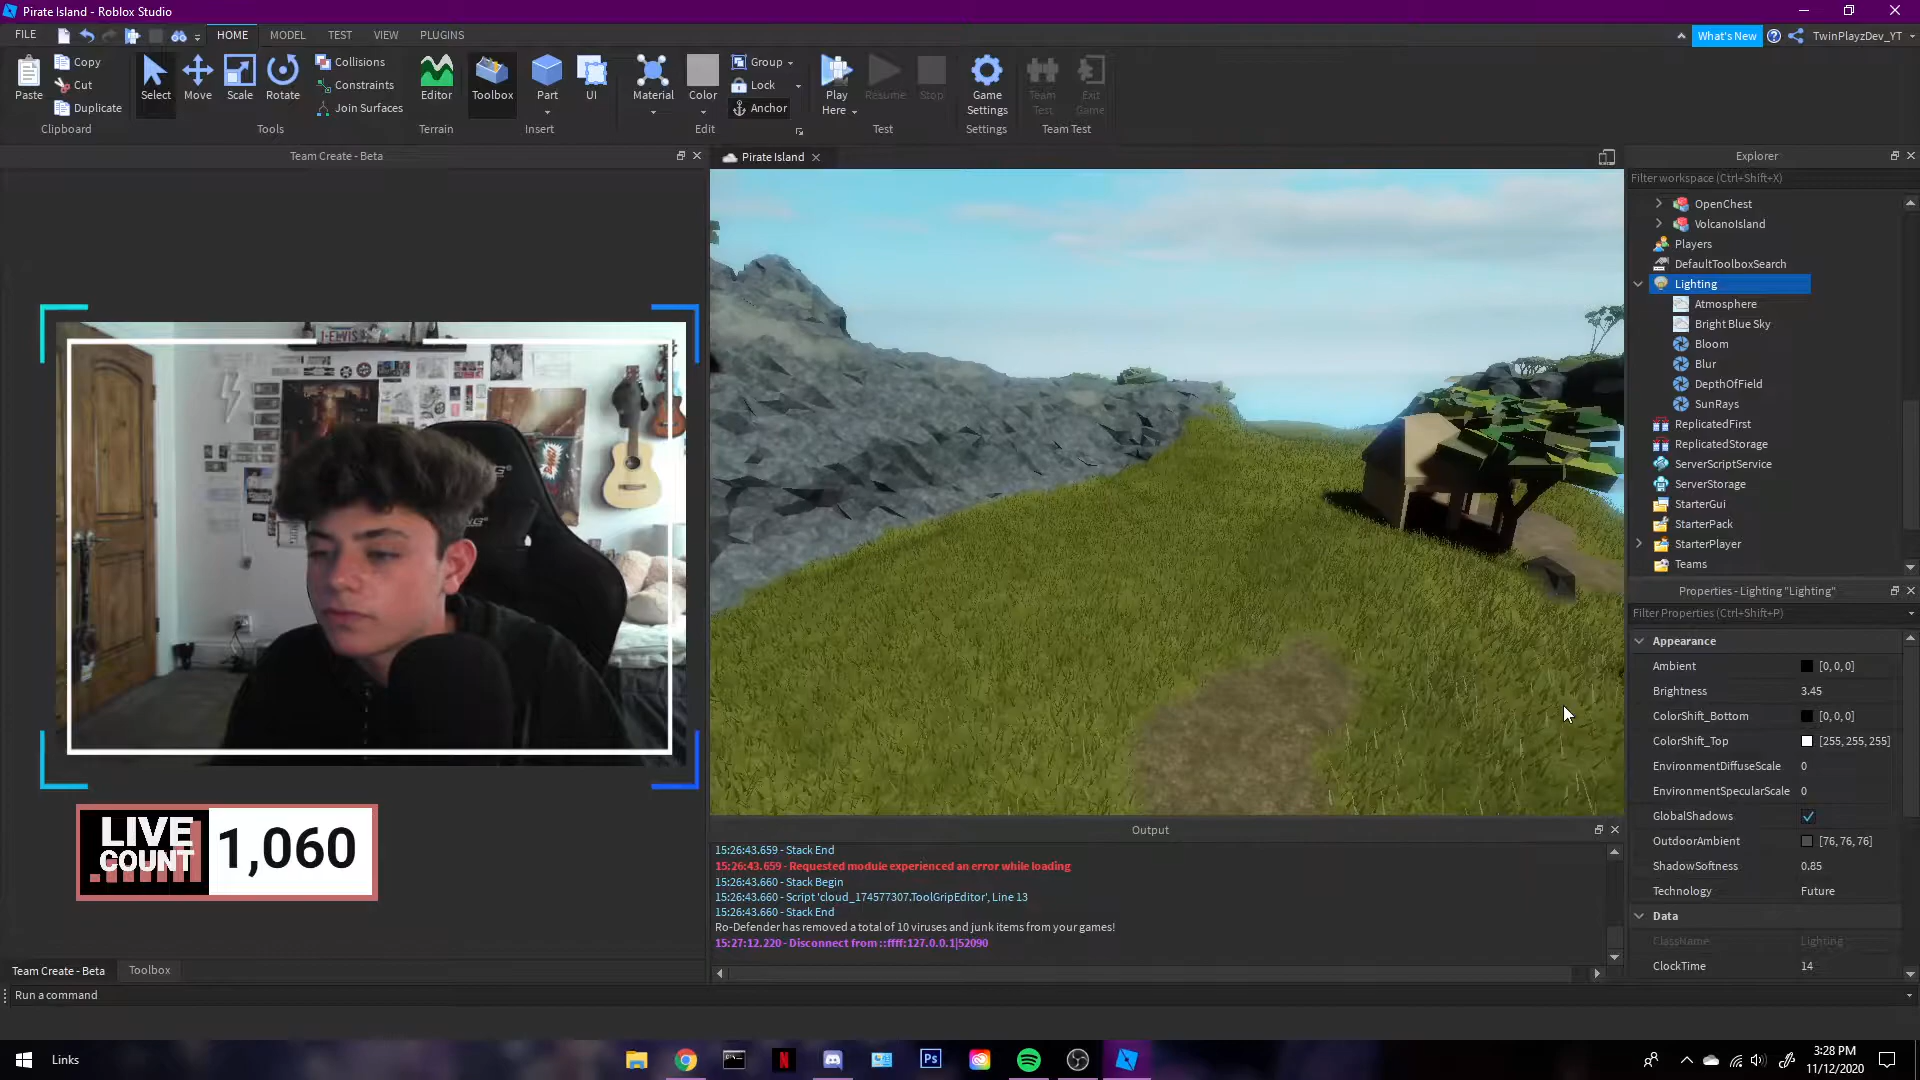 Pirate Island - Roblox Studio
FILE
HOME
MODEL
TEST
VIEW
PLUGINS
What's New
TwinPlayzDev_YT
Paste
Copy
Cut
Duplicate
Clipboard
Select
Move
Scale
Rotate
Collisions
Constraints
Join Surfaces
Tools
Editor
Terrain
Toolbox
Part
UI
Insert
Material
Color
Group
Lock
Anchor
Edit
Play
Here
Resume
Stop
Test
Game
Settings
Settings
Team
Test
Exit
Game
Team Test
Team Create - Beta
Pirate Island
Explorer
Filter workspace (Ctrl+Shift+X)
OpenChest
VolcanoIsland
Players
DefaultToolboxSearch
Lighting
Atmosphere
Bright Blue Sky
Bloom
Blur
DepthOfField
SunRays
ReplicatedFirst
ReplicatedStorage
ServerScriptService
ServerStorage
StarterGui
StarterPack
StarterPlayer
Teams
Properties - Lighting "Lighting"
Filter Properties (Ctrl+Shift+P)
Appearance
Ambient [0, 0, 0]
Brightness 3.45
ColorShift_Bottom [0, 0, 0]
ColorShift_Top [255, 255, 255]
EnvironmentDiffuseScale 0
EnvironmentSpecularScale 0
GlobalShadows
OutdoorAmbient [76, 76, 76]
ShadowSoftness 0.85
Technology Future
Data
ClassName Lighting
ClockTime 14
LIVE
COUNT
1,060
Output
15:26:43.659 - Stack End
15:26:43.659 - Requested module experienced an error while loading
15:26:43.660 - Stack Begin
15:26:43.660 - Script 'cloud_174577307.ToolGripEditor', Line 13
15:26:43.660 - Stack End
Ro-Defender has removed a total of 10 viruses and junk items from your games!
15:27:12.220 - Disconnect from ::ffff:127.0.0.1|52090
Team Create - Beta
Toolbox
Run a command
Links
Ps
3:28 PM
11/12/2020